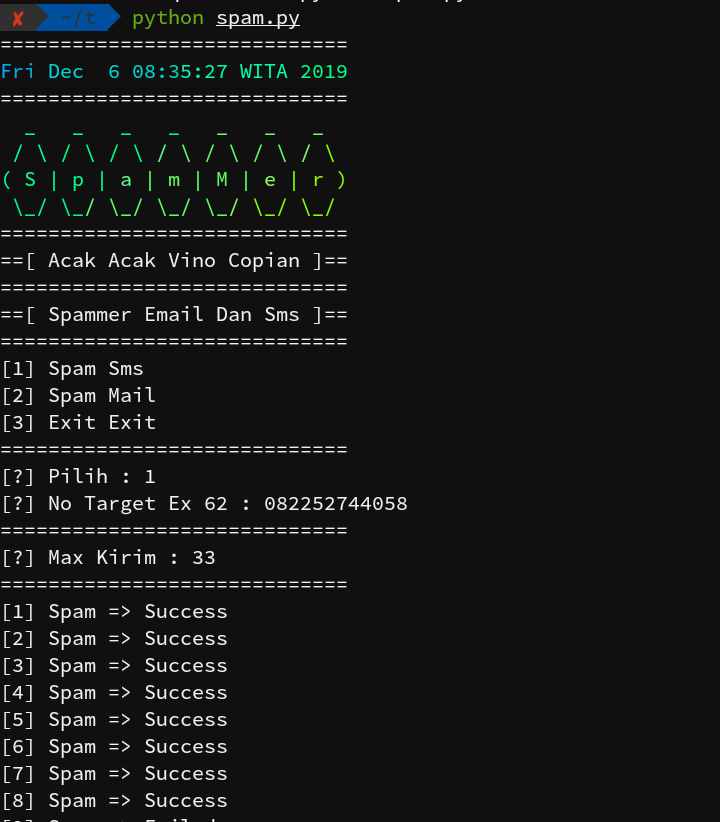 ✘ ~/t python spam.py
=============================
Fri Dec  6 08:35:27 WITA 2019
=============================
  _   _   _   _   _   _   _
 / \ / \ / \ / \ / \ / \ / \
( S | p | a | m | M | e | r )
 \_/ \_/ \_/ \_/ \_/ \_/ \_/
=============================
==[ Acak Acak Vino Copian ]==
=============================
==[ Spammer Email Dan Sms ]==
=============================
[1] Spam Sms
[2] Spam Mail
[3] Exit Exit
=============================
[?] Pilih : 1
[?] No Target Ex 62 : 082252744058
=============================
[?] Max Kirim : 33
=============================
[1] Spam => Success
[2] Spam => Success
[3] Spam => Success
[4] Spam => Success
[5] Spam => Success
[6] Spam => Success
[7] Spam => Success
[8] Spam => Success